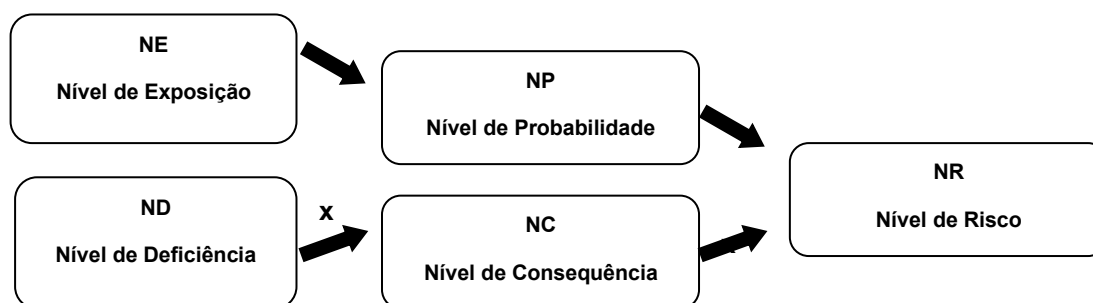 NE
Nível de Exposição
NP
Nível de Probabilidade
NR
Nível de Risco
ND
Nível de Deficiência
x
NC
Nível de Consequência